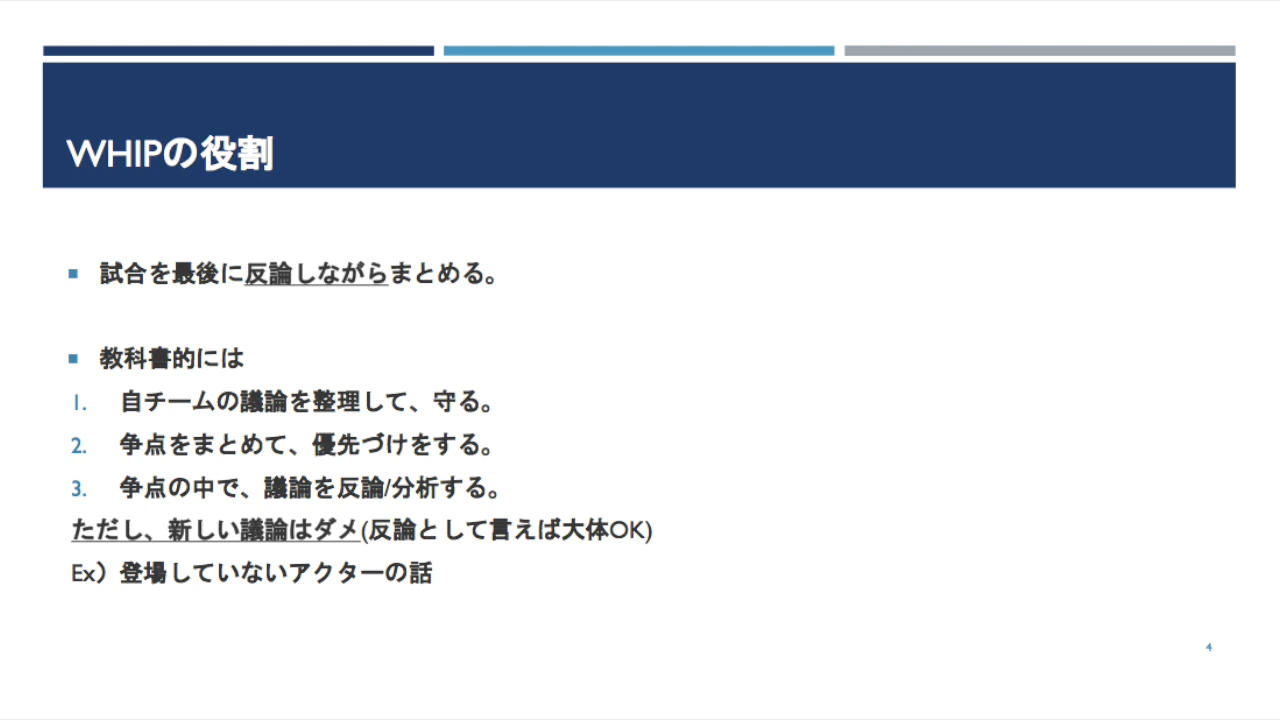 WHIPの役割
試合を最後に反論しながらまとめる。
教科書的には
1. 自チームの議論を整理して、守る。
2. 争点をまとめて、優先づけをする。
3. 争点の中で、議論を反論/分析する。
ただし、新しい議論はダメ(反論として言えば大体OK)
Ex）登場していないアクターの話
4